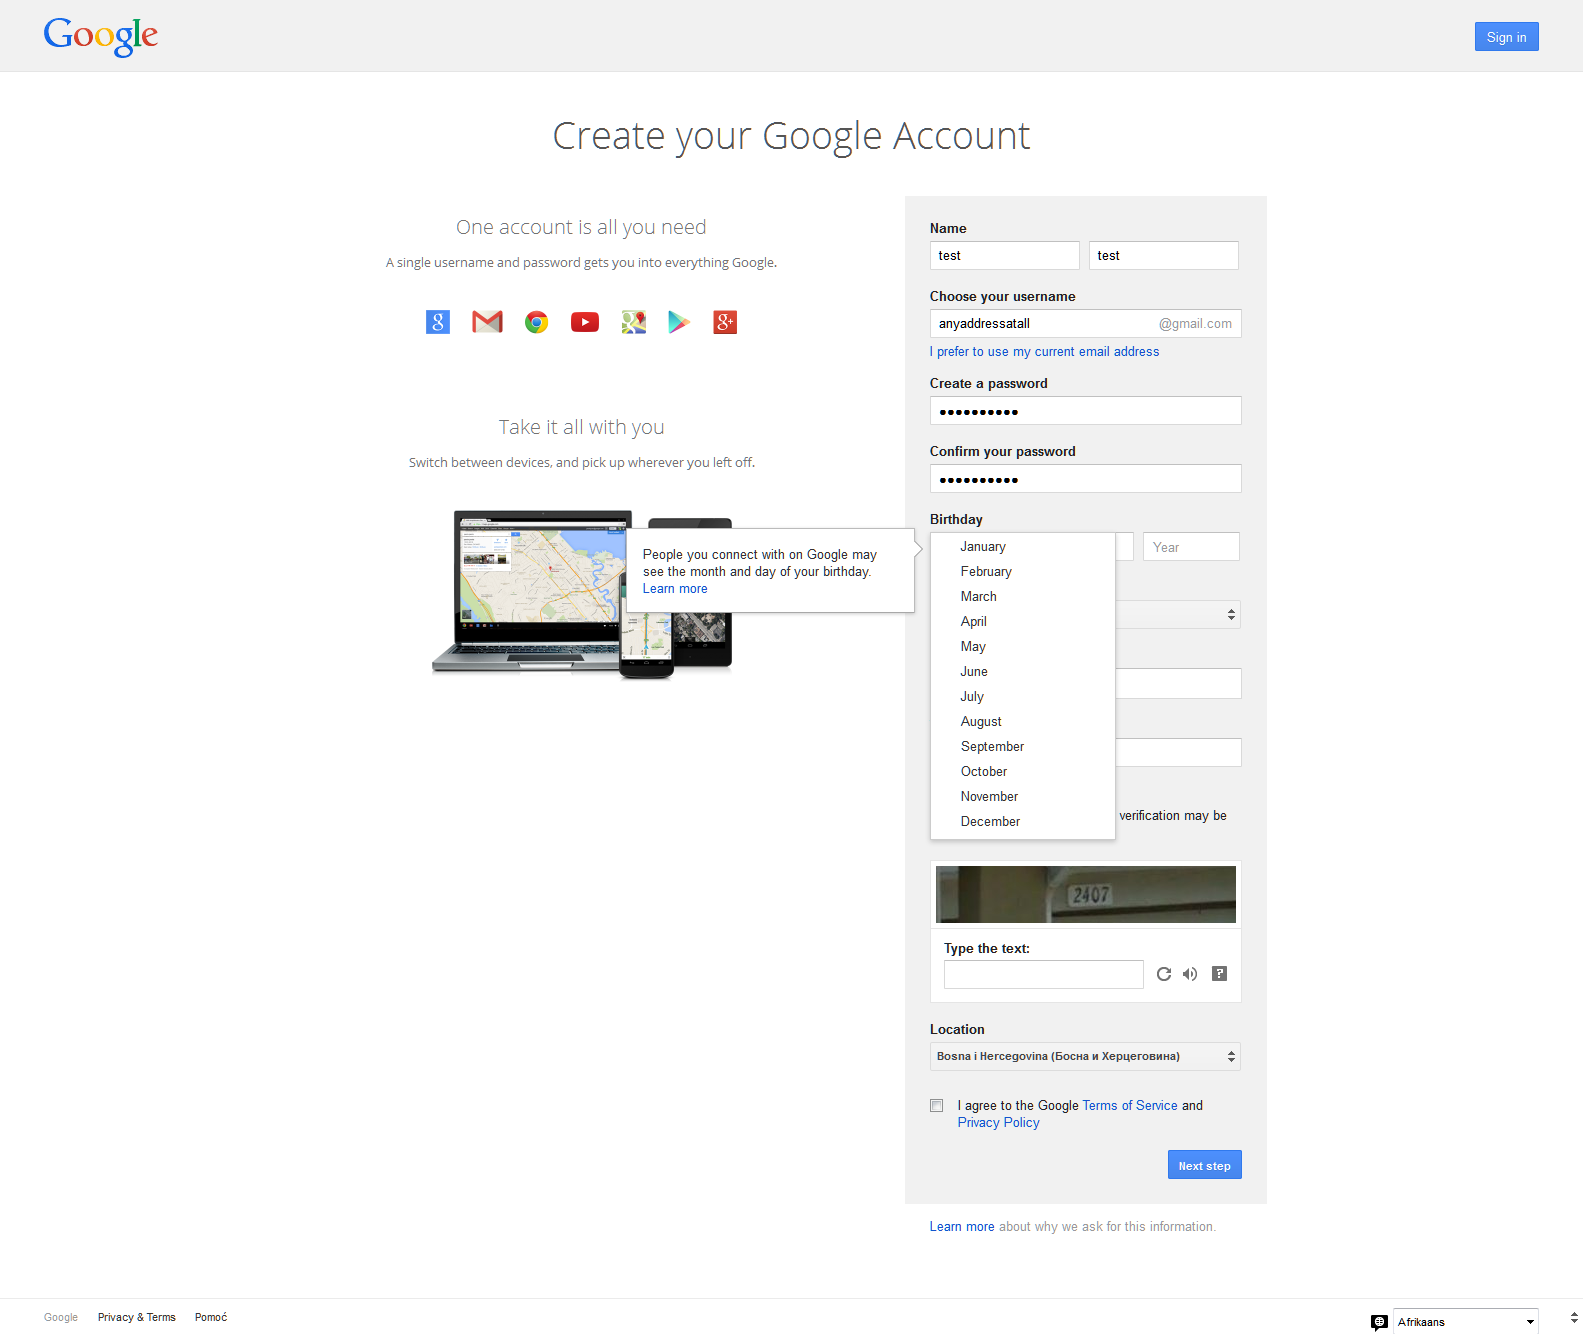 Google
Sign in
Create your Google Account
One account is all you need
A single username and password gets you into everything Google.
Take it all with you
Switch between devices, and pick up wherever you left off.
Name
test test
Choose your username
anyaddressatall @gmail.com
I prefer to use my current email address
Create a password
Confirm your password
Birthday
People you connect with on Google may
see the month and day of your birthday.
Learn more
Year
January
February
March
April
May
June
July
August
September
October
November
December
verification may be
2407
Type the text:
Location
Bosna i Hercegovina (Босна и Херцеговина)
I agree to the Google Terms of Service and
Privacy Policy
Next step
Learn more about why we ask for this information.
Google Privacy & Terms Pomoć
Afrikaans